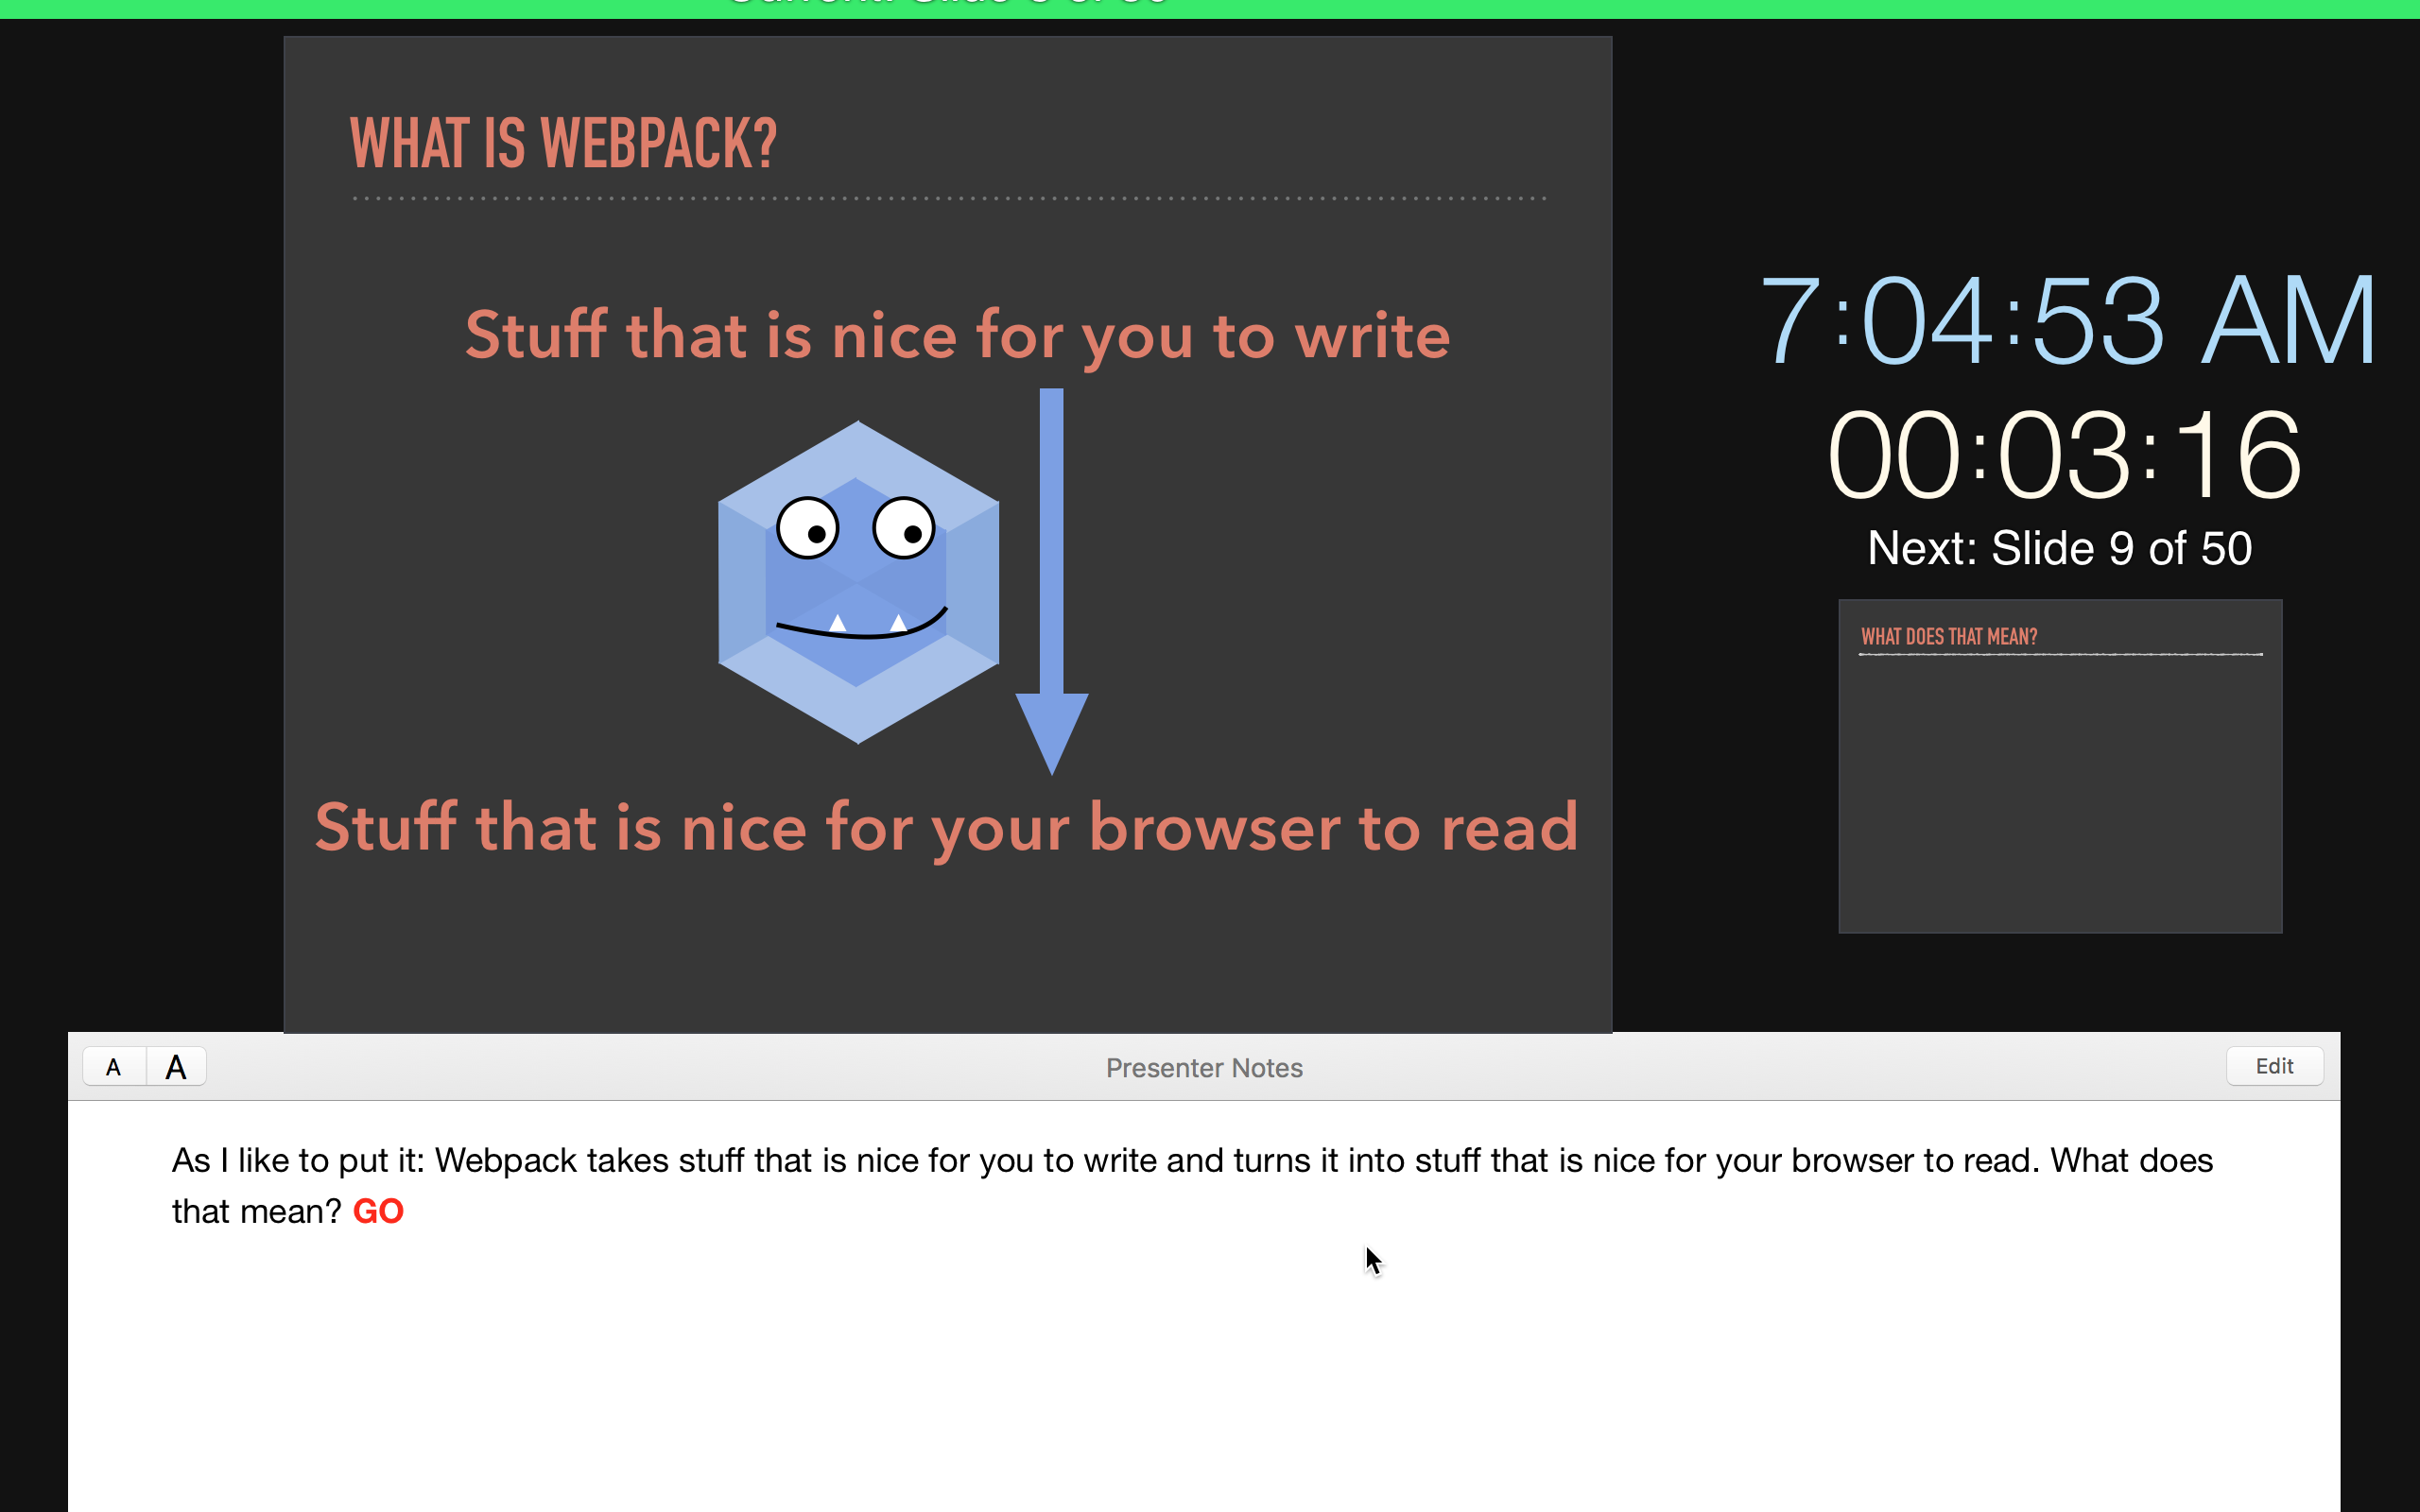 WHAT IS WEBPACK?
Stuff that is nice for you to write
Stuff that is nice for your browser to read
7:04:53 AM
00:03:16
Next: Slide 9 of 50
WHAT DOES THAT MEAN?
A A
Presenter Notes
Edit
As I like to put it: Webpack takes stuff that is nice for you to write and turns it into stuff that is nice for your browser to read. What does
that mean? GO